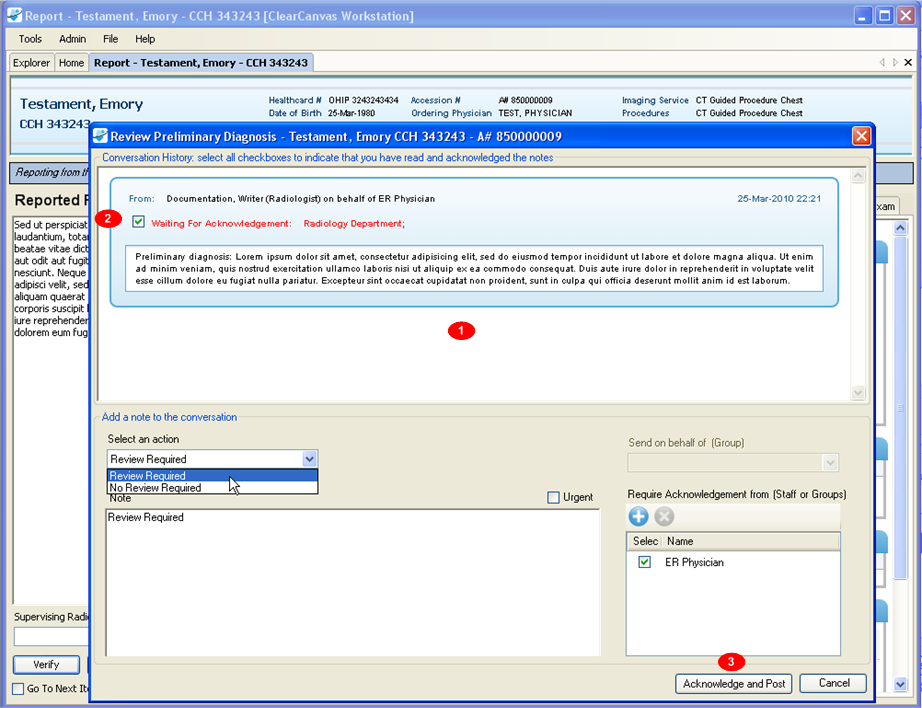 Report - Testament, Emory - CCH 343243 [ClearCanvas Workstation]
Tools Admin File Help
Explorer Home Report - Testament, Emory - CCH 343243
Testament, Emory
CCH 343243
Healthcard # OHIP 3243243434 Accession # A# 850000009 Imaging Service CT Guided Procedure Chest
Date of Birth 25-Mar-1980 Ordering Physician TEST, PHYSICIAN Procedures CT Guided Procedure Chest
Reporting from th
Reported
xam
Sed ut perspiciat
laudantium, tota
beatae vitae dict
aut odit aut fugit
nesciunt. Neque
adipisci velit, sed
aliquam quaerat
corporis suscipit
iure reprehender
dolorem eum fug
Supervising Radi
Verify
Go To Next Ite
Review Preliminary Diagnosis - Testament, Emory CCH 343243 - A# 850000009
Conversation History: select all checkboxes to indicate that you have read and acknowledged the notes
From: Documentation, Writer (Radiologist) on behalf of ER Physician 25-Mar-2010 22:21
2
Waiting For Acknowledgement: Radiology Department;
Preliminary diagnosis: Lorem ipsum dolor sit amet, consectetur adipisicing elit, sed do eiusmod tempor incididunt ut labore et dolore magna aliqua. Ut enim
ad minim veniam, quis nostrud exercitation ullamco laboris nisi ut aliquip ex ea commodo consequat. Duis aute irure dolor in reprehenderit in voluptate velit
esse cillum dolore eu fugiat nulla pariatur. Excepteur sint occaecat cupidatat non proident, sunt in culpa qui officia deserunt mollit anim id est laborum.
1
Add a note to the conversation
Select an action
Review Required
Review Required
No Review Required
Note
Urgent
Review Required
Send on behalf of (Group)
Require Acknowledgement from (Staff or Groups)
Selec Name
ER Physician
3
Acknowledge and Post Cancel